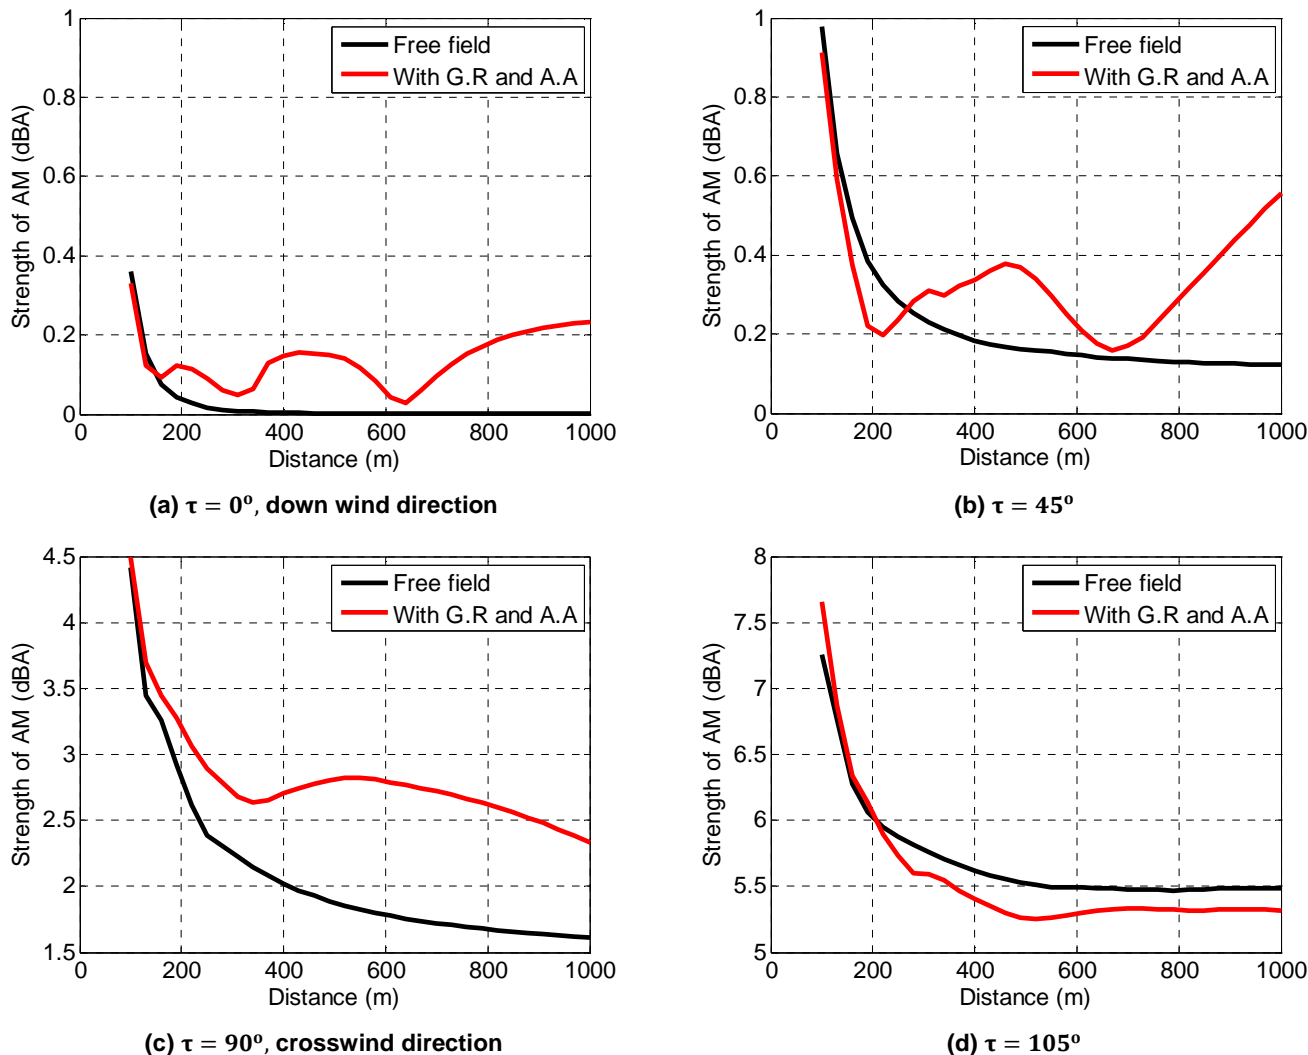 1
0.8
0.6
0.4
0.2
0
Strength of AM (dBA)
0 200 400 600 800 1000
Distance (m)
Free field
With G.R and A.A
(a) τ = 0º, down wind direction
1
0.8
0.6
0.4
0.2
0
Strength of AM (dBA)
0 200 400 600 800 1000
Distance (m)
Free field
With G.R and A.A
(b) τ = 45º
4.5
4
3.5
3
2.5
2
1.5
Strength of AM (dBA)
0 200 400 600 800 1000
Distance (m)
Free field
With G.R and A.A
(c) τ = 90º, crosswind direction
8
7.5
7
6.5
6
5.5
5
Strength of AM (dBA)
0 200 400 600 800 1000
Distance (m)
Free field
With G.R and A.A
(d) τ = 105º